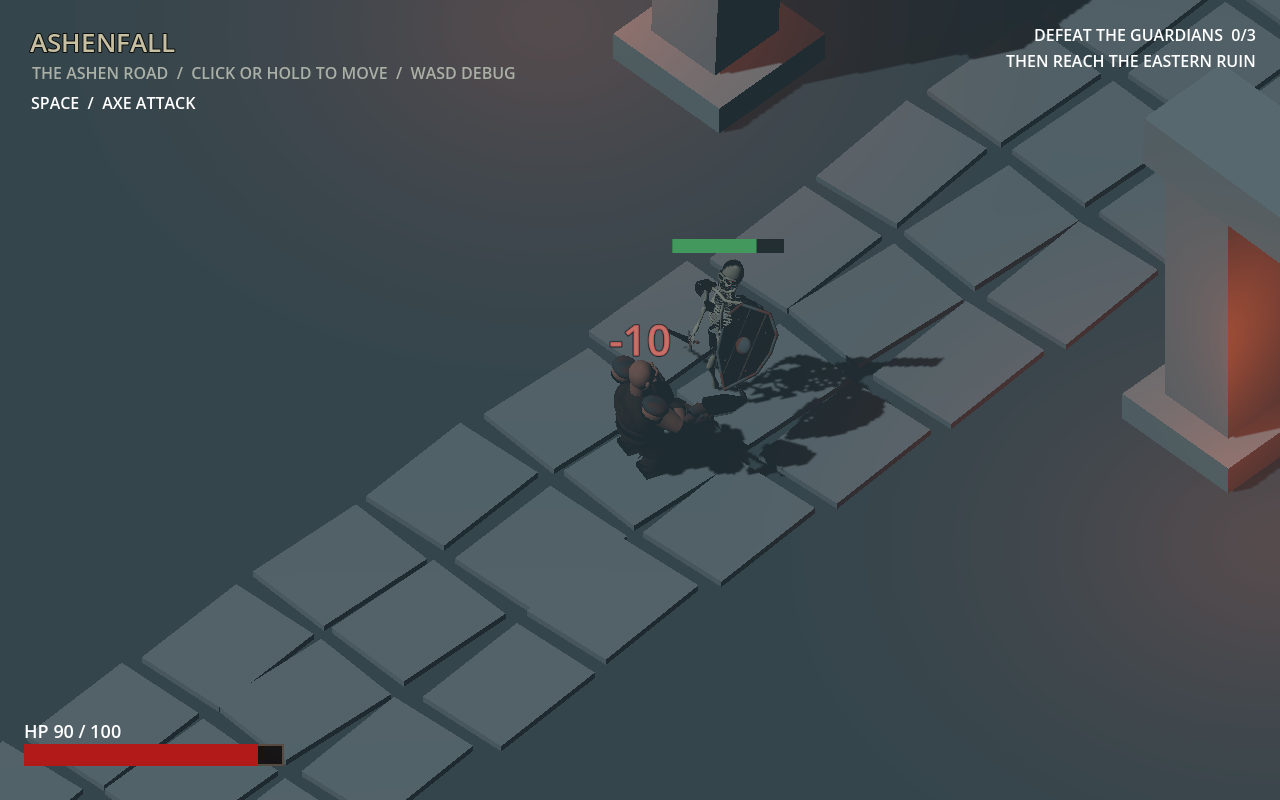 ASHENFALL
THE ASHEN ROAD / CLICK OR HOLD TO MOVE / WASD DEBUG
SPACE / AXE ATTACK
DEFEAT THE GUARDIANS 0/3
THEN REACH THE EASTERN RUIN
-10
HP 90 / 100